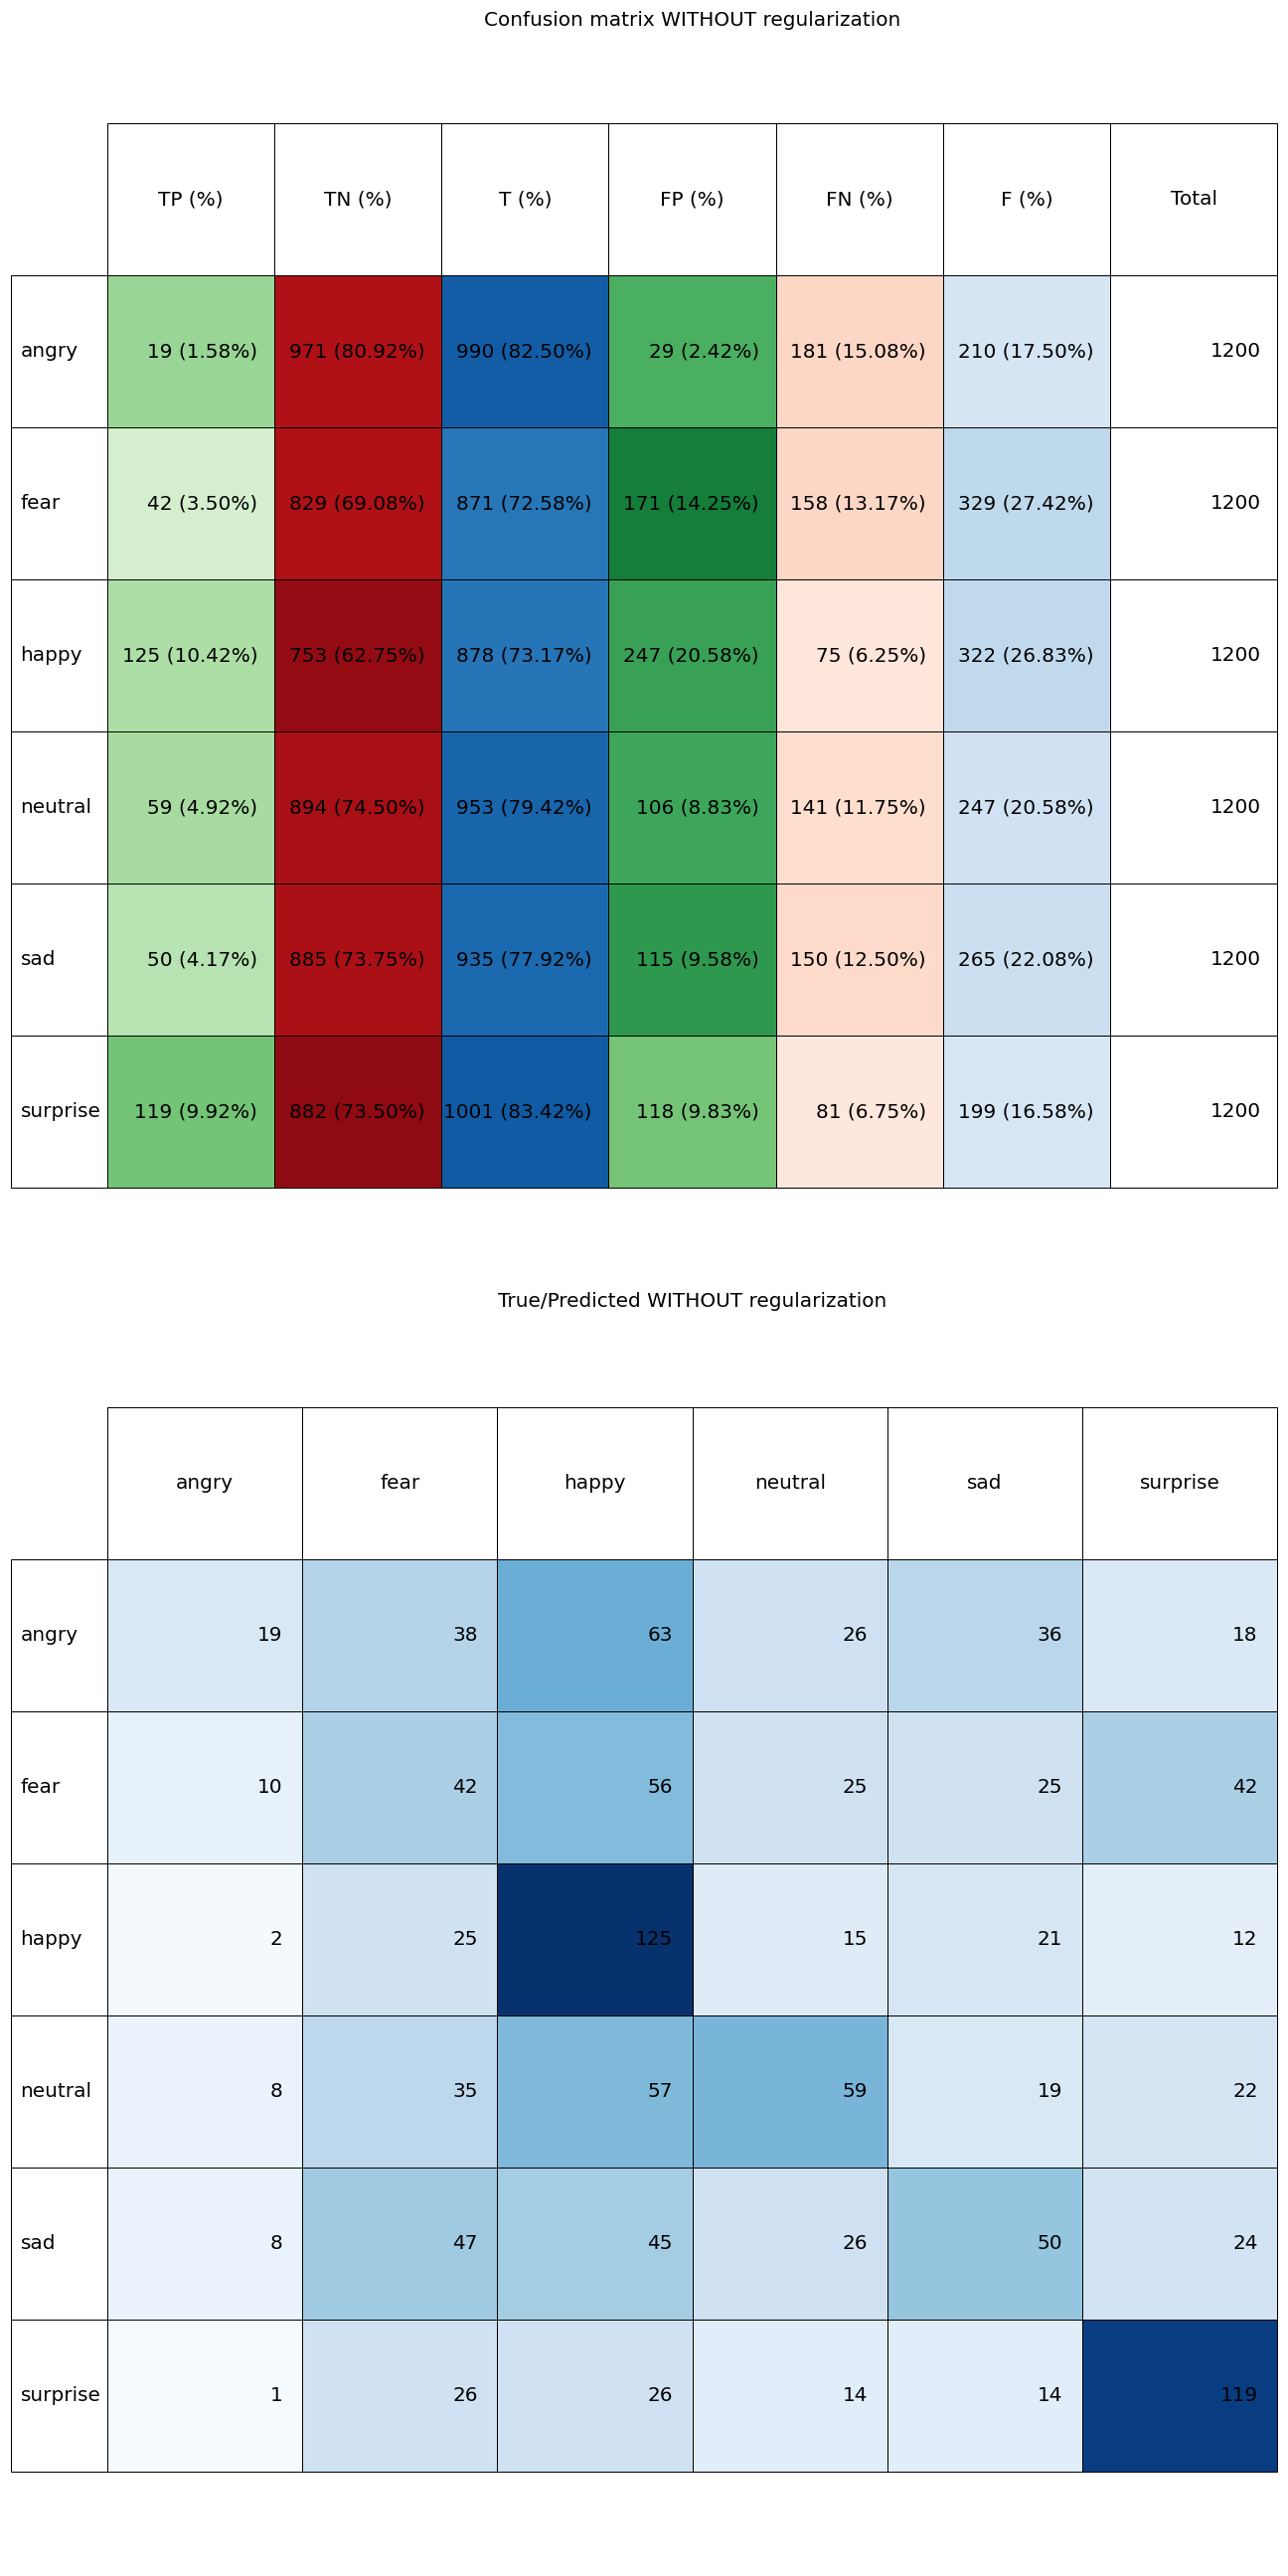 Confusion matrix WITHOUT regularization
TP (%) TN (%) T (%) FP (%) FN (%) F (%) Total
angry 19 (1.58%) 971 (80.92%) 990 (82.50%) 29 (2.42%) 181 (15.08%) 210 (17.50%) 1200
fear 42 (3.50%) 829 (69.08%) 871 (72.58%) 171 (14.25%) 158 (13.17%) 329 (27.42%) 1200
happy 125 (10.42%) 753 (62.75%) 878 (73.17%) 247 (20.58%) 75 (6.25%) 322 (26.83%) 1200
neutral 59 (4.92%) 894 (74.50%) 953 (79.42%) 106 (8.83%) 141 (11.75%) 247 (20.58%) 1200
sad 50 (4.17%) 885 (73.75%) 935 (77.92%) 115 (9.58%) 150 (12.50%) 265 (22.08%) 1200
surprise 119 (9.92%) 882 (73.50%) 1001 (83.42%) 118 (9.83%) 81 (6.75%) 199 (16.58%) 1200
True/Predicted WITHOUT regularization
angry fear happy neutral sad surprise
angry 19 38 63 26 36 18
fear 10 42 56 25 25 42
happy 2 25 125 15 21 12
neutral 8 35 57 59 19 22
sad 8 47 45 26 50 24
surprise 1 26 26 14 14 119